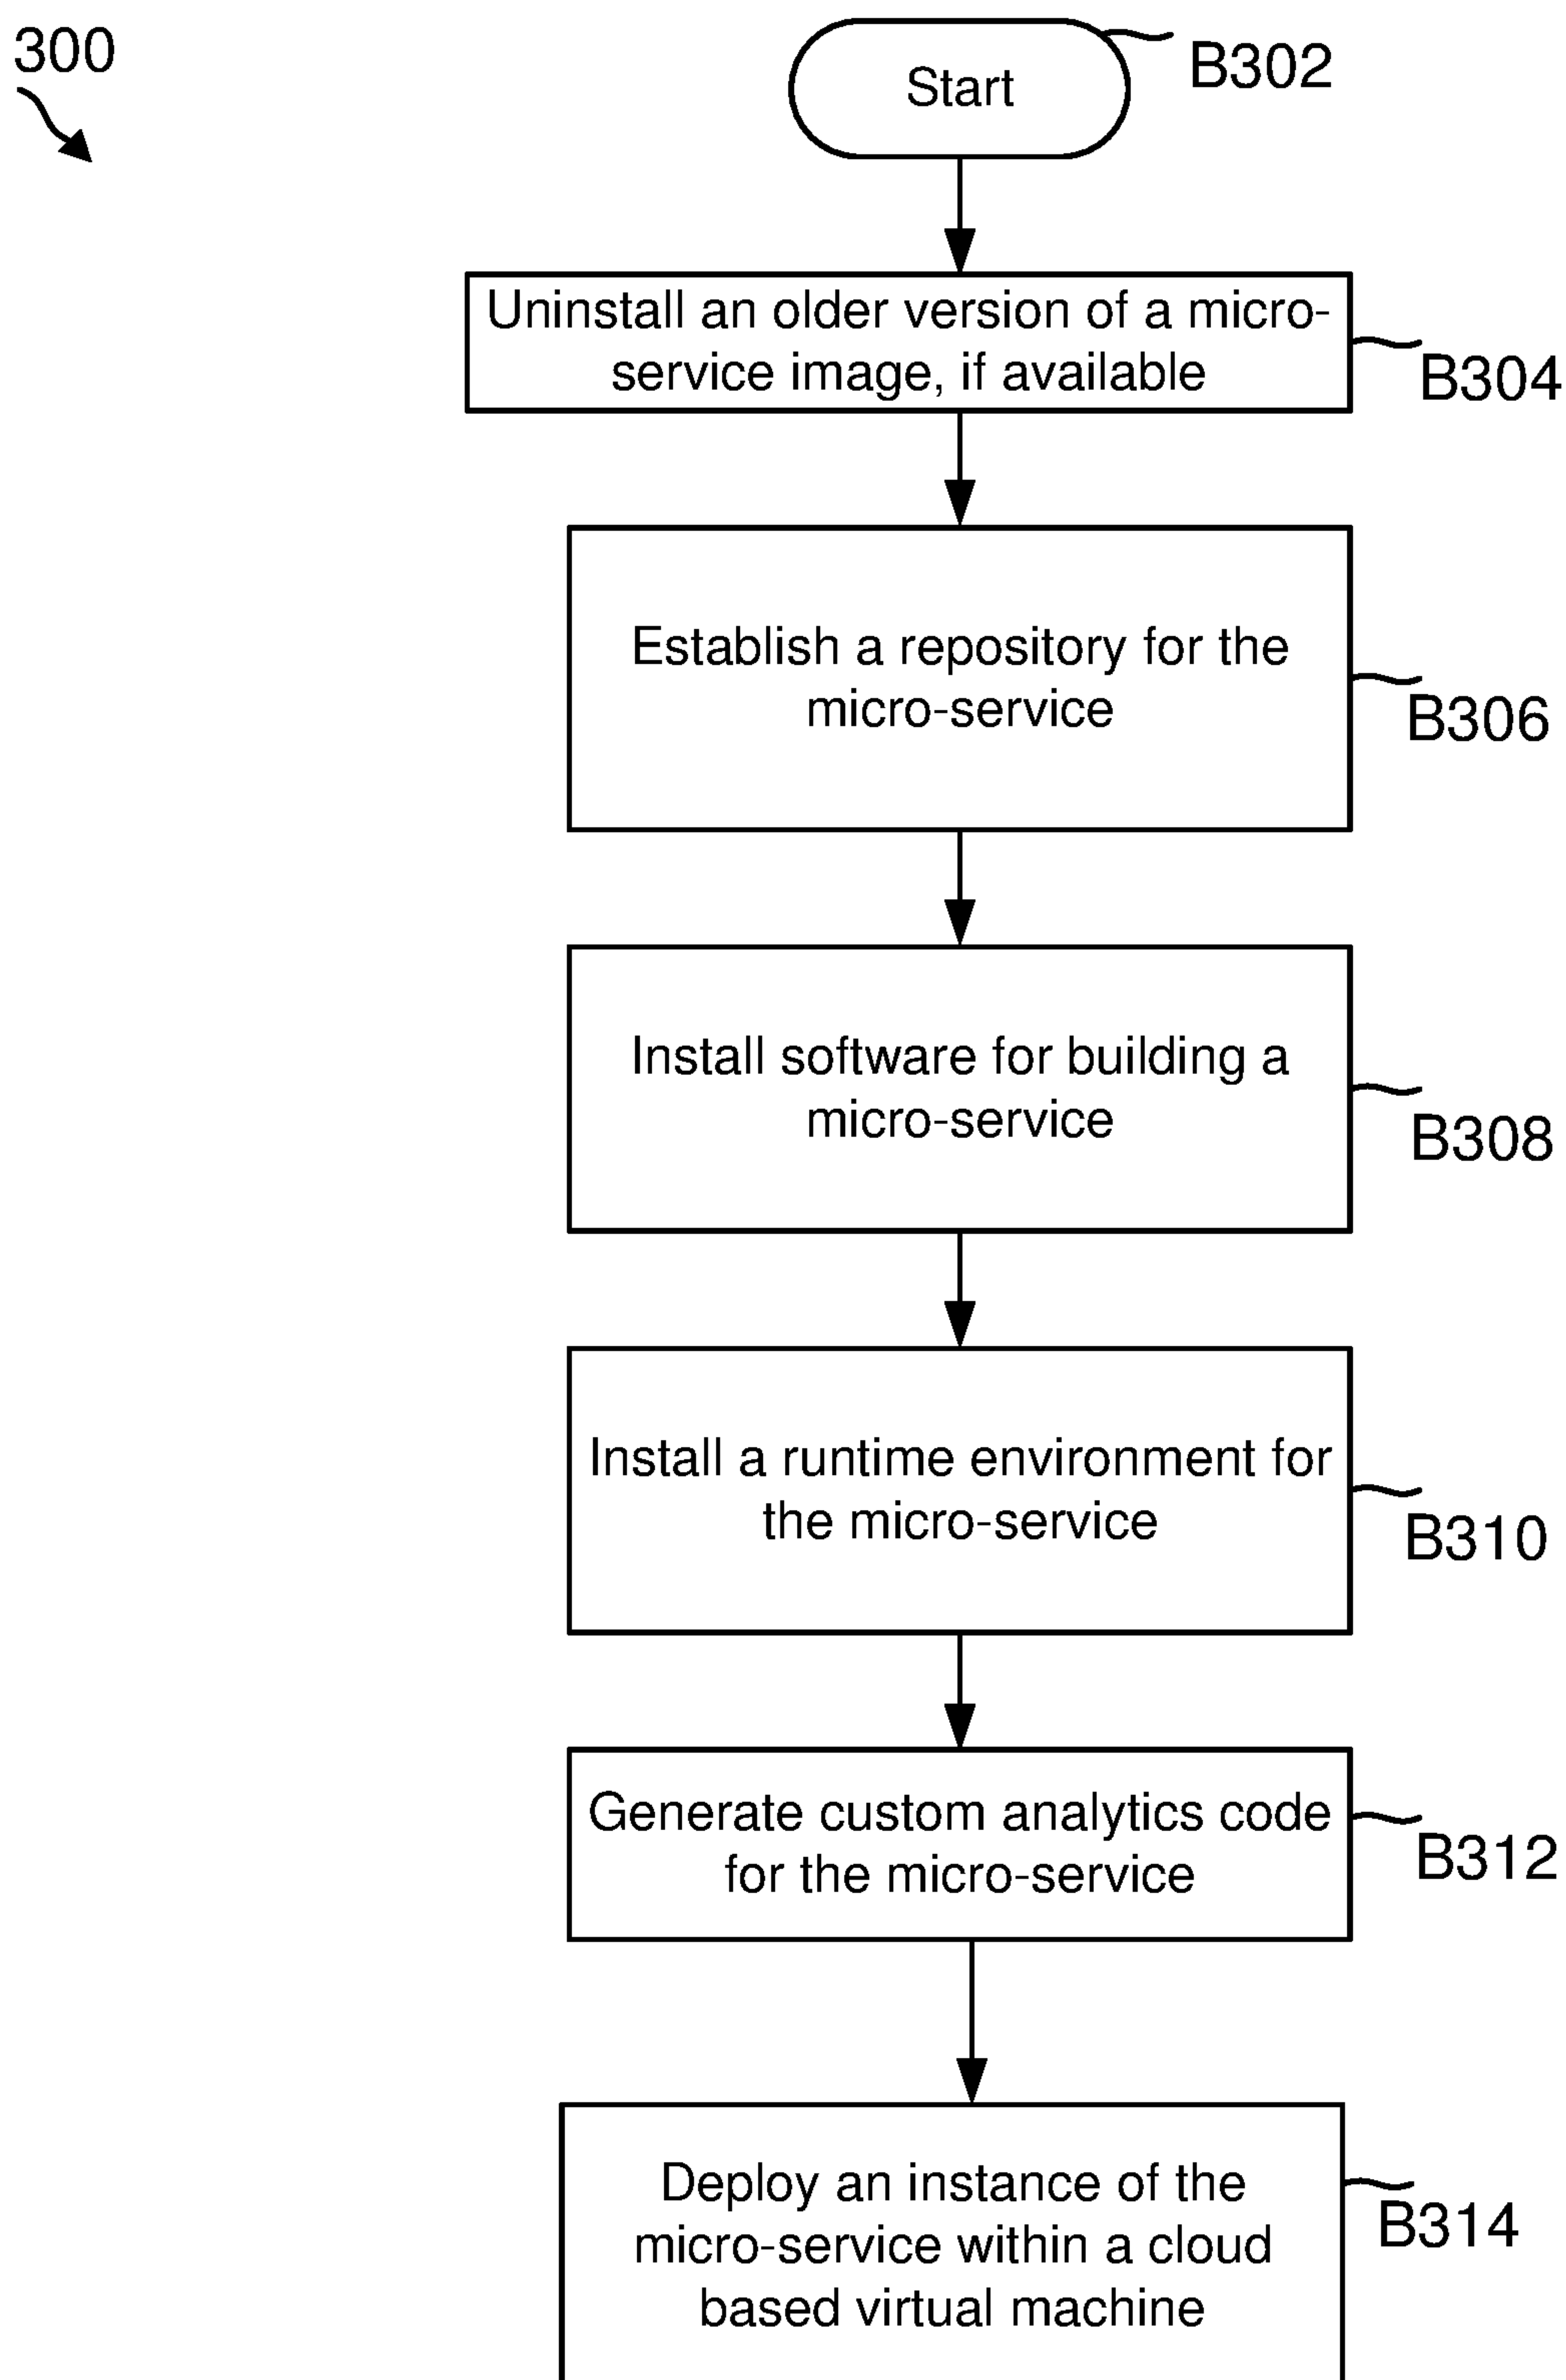 300
Start
B302
Uninstall an older version of a micro-
service image, if available
B304
Establish a repository for the
micro-service
B306
Install software for building a
micro-service
B308
Install a runtime environment for
the micro-service
B310
Generate custom analytics code
for the micro-service
B312
Deploy an instance of the
micro-service within a cloud
based virtual machine
B314